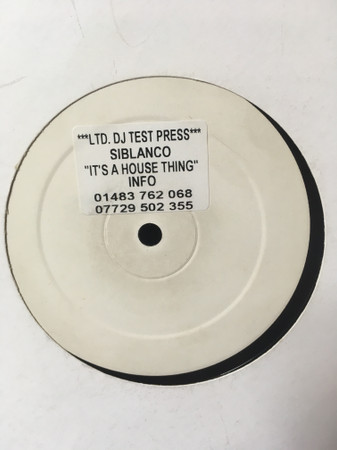 ***LTD. DJ TEST PRESS***
SIBLANCO
"IT'S A HOUSE THING"
INFO
01483 762 068
07729 502 355